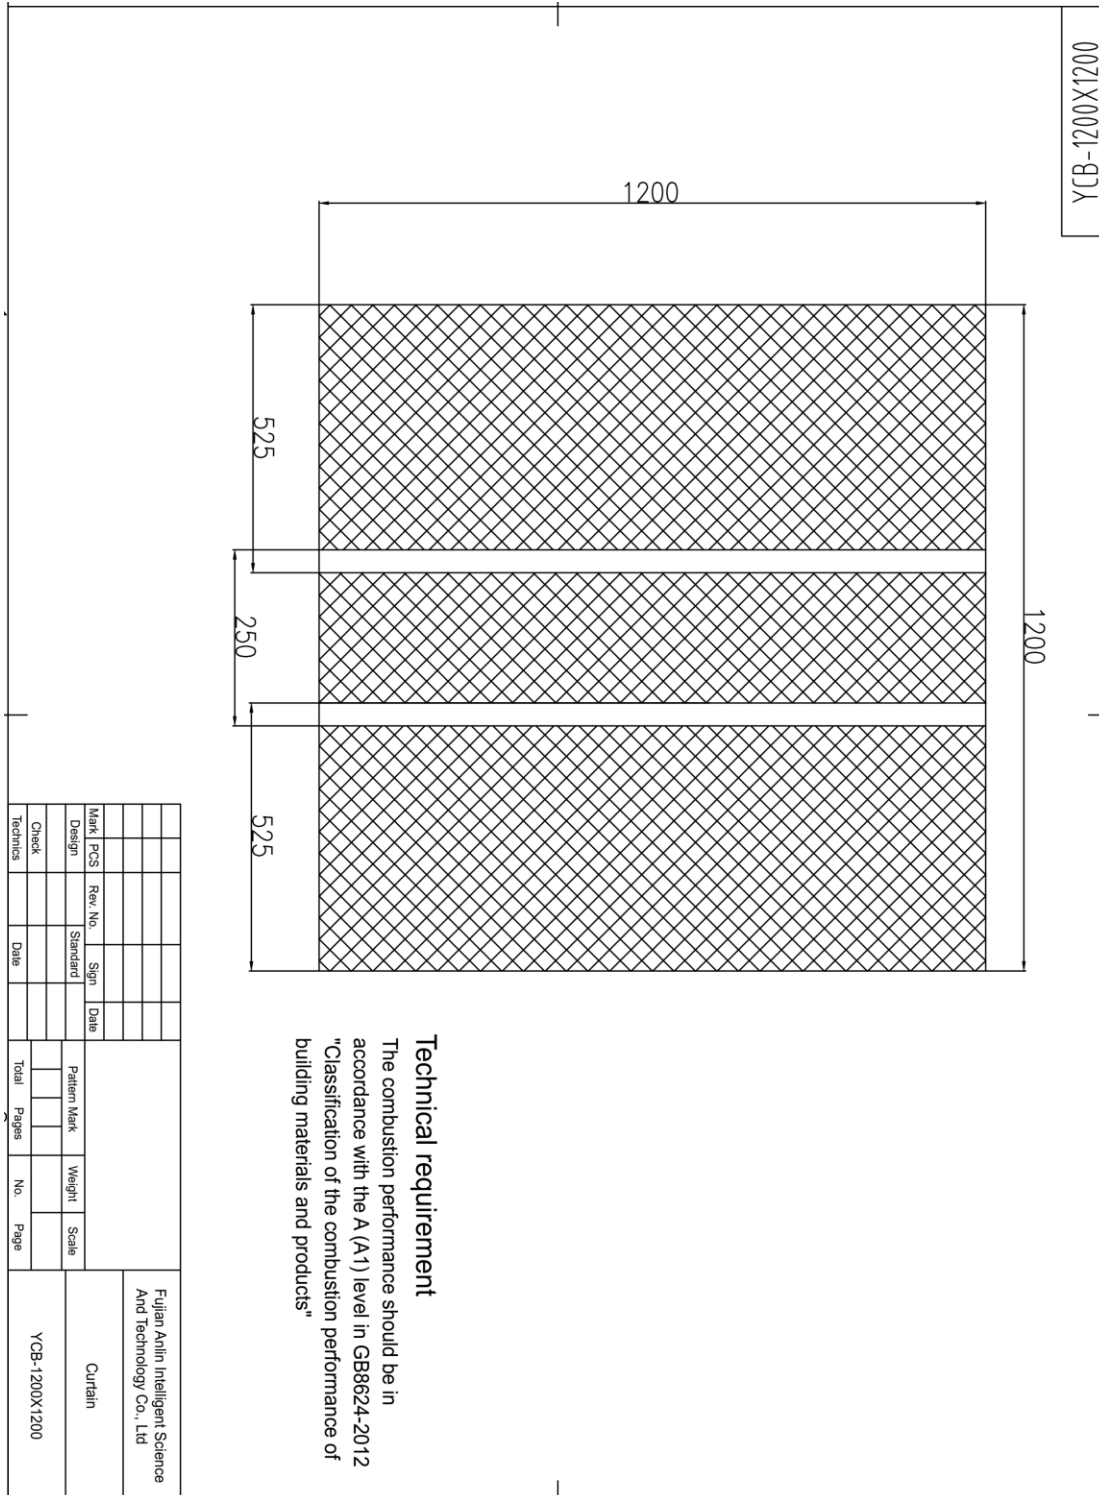 YCB-1200X1200
1200
1200
525
250
525
Technical requirement
The combustion performance should be in
accordance with the A (A1) level in GB8624-2012
"Classification of the combustion performance of
building materials and products"
Mark PCS Rev. No. Sign Date
Design Standard
Check
Technics Date
Pattern Mark Weight Scale
Total Pages No. Page
Fujian Anlin Intelligent Science
And Technology Co., Ltd
Curtain
YCB-1200X1200